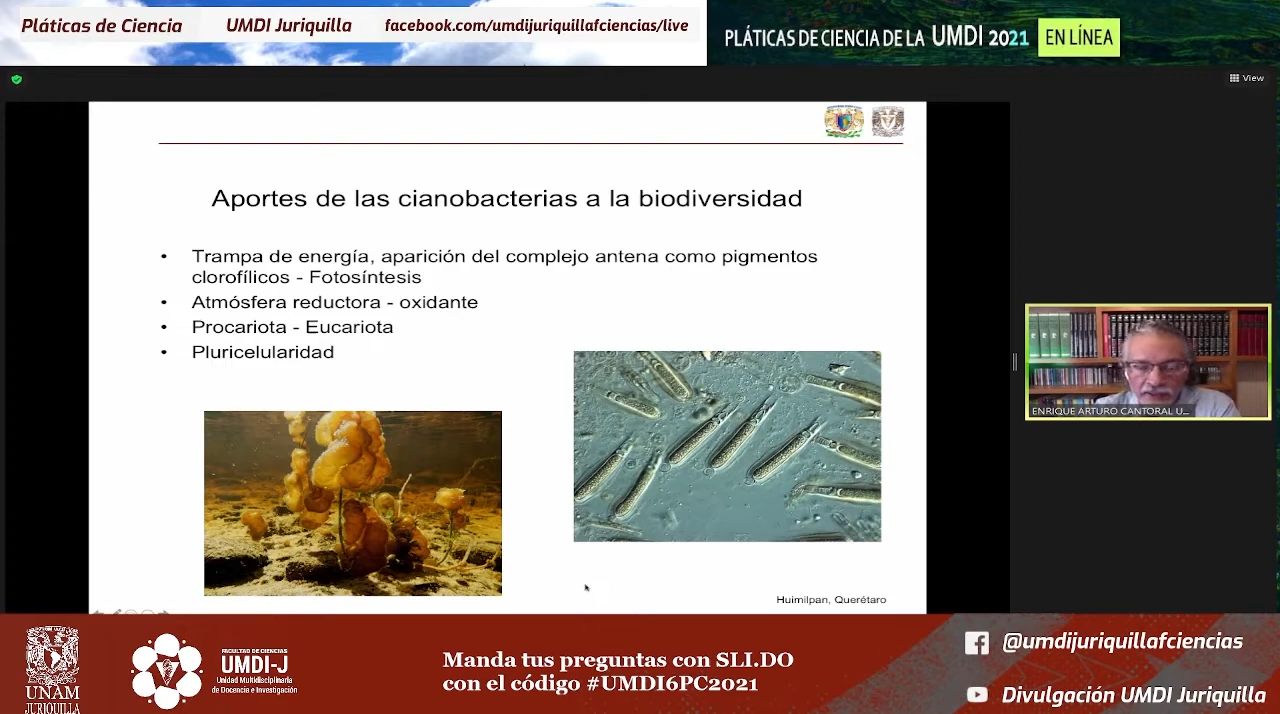 Pláticas de Ciencia UMDI Juriquilla facebook.com/umdijuriquillafciencias/live
PLÁTICAS DE CIENCIA DE LA UMDI 2021 EN LÍNEA
View
Aportes de las cianobacterias a la biodiversidad
• Trampa de energía, aparición del complejo antena como pigmentos
clorofílicos - Fotosíntesis
• Atmósfera reductora - oxidante
• Procariota - Eucariota
• Pluricelularidad
Huimilpan, Querétaro
ENRIQUE ARTURO CANTORAL U...
UNAM
JURIQUILLA
FACULTAD DE CIENCIAS
UMDI-J
Unidad Multidisciplinaria
de Docencia e Investigación
Manda tus preguntas con SLI.DO
con el código #UMDI6PC2021
@umdijuriquillafciencias
Divulgación UMDI Juriquilla